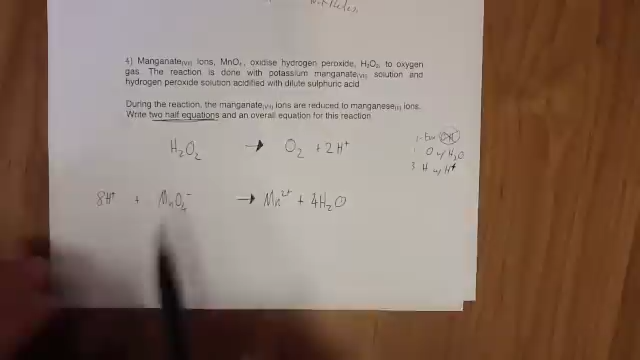 4) Manganate(VII) ions, MnO₄⁻, oxidise hydrogen peroxide, H₂O₂, to oxygen
gas. The reaction is done with potassium manganate(VII) solution and
hydrogen peroxide solution acidified with dilute sulphuric acid
During the reaction, the manganate(VII) ions are reduced to manganese(II) ions.
Write two half equations and an overall equation for this reaction
H₂O₂ → O₂ + 2H⁺
8H⁺ + MnO₄⁻ → Mn²⁺ + 4H₂O
O w/ H₂O
3 H w/ H⁺